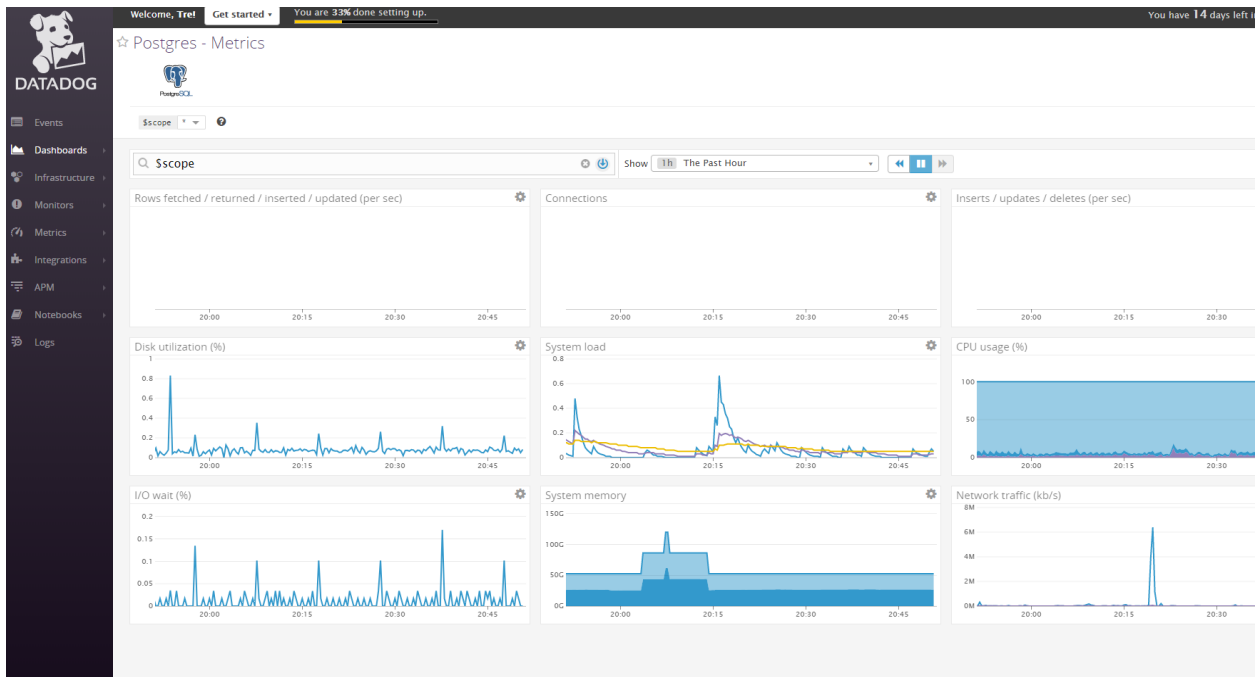 Welcome, Tre! Get started You are 33% done setting up. You have 14 days left in
DATADOG
Postgres - Metrics
PostgreSQL
$scope *
Events
Dashboards
Infrastructure
Monitors
Metrics
Integrations
APM
Notebooks
Logs
$scope Show 1h The Past Hour
Rows fetched / returned / inserted / updated (per sec)
20:00 20:15 20:30 20:45
Connections
20:00 20:15 20:30 20:45
Inserts / updates / deletes (per sec)
20:00 20:15 20:30
Disk utilization (%)
1
0.8
0.6
0.4
0.2
0
20:00 20:15 20:30 20:45
System load
0.8
0.6
0.4
0.2
0
20:00 20:15 20:30 20:45
CPU usage (%)
100
50
0
20:00 20:15 20:30
I/O wait (%)
0.2
0.15
0.1
0.05
0
20:00 20:15 20:30 20:45
System memory
150G
100G
50G
0G
20:00 20:15 20:30 20:45
Network traffic (kb/s)
8M
6M
4M
2M
0M
20:00 20:15 20:30